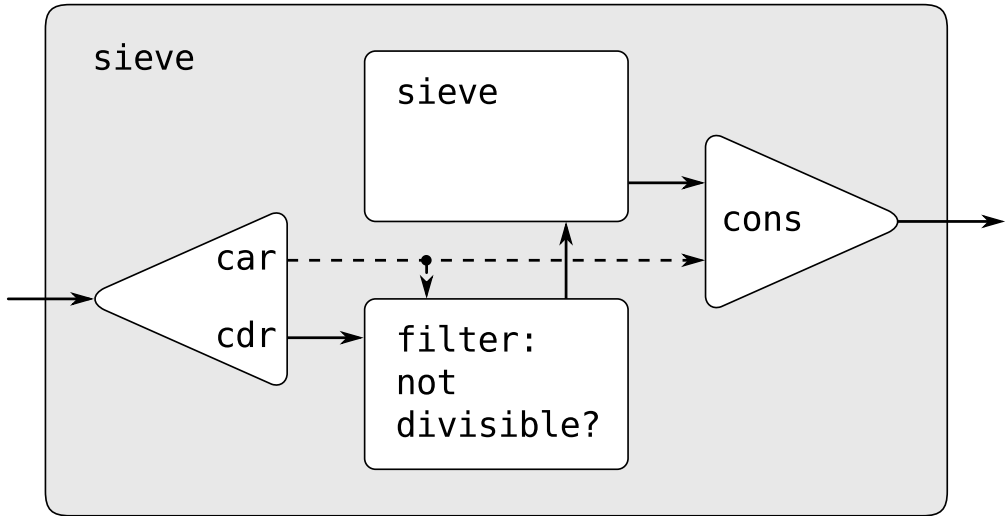 sieve
sieve
cons
car
cdr
filter:
not
divisible?